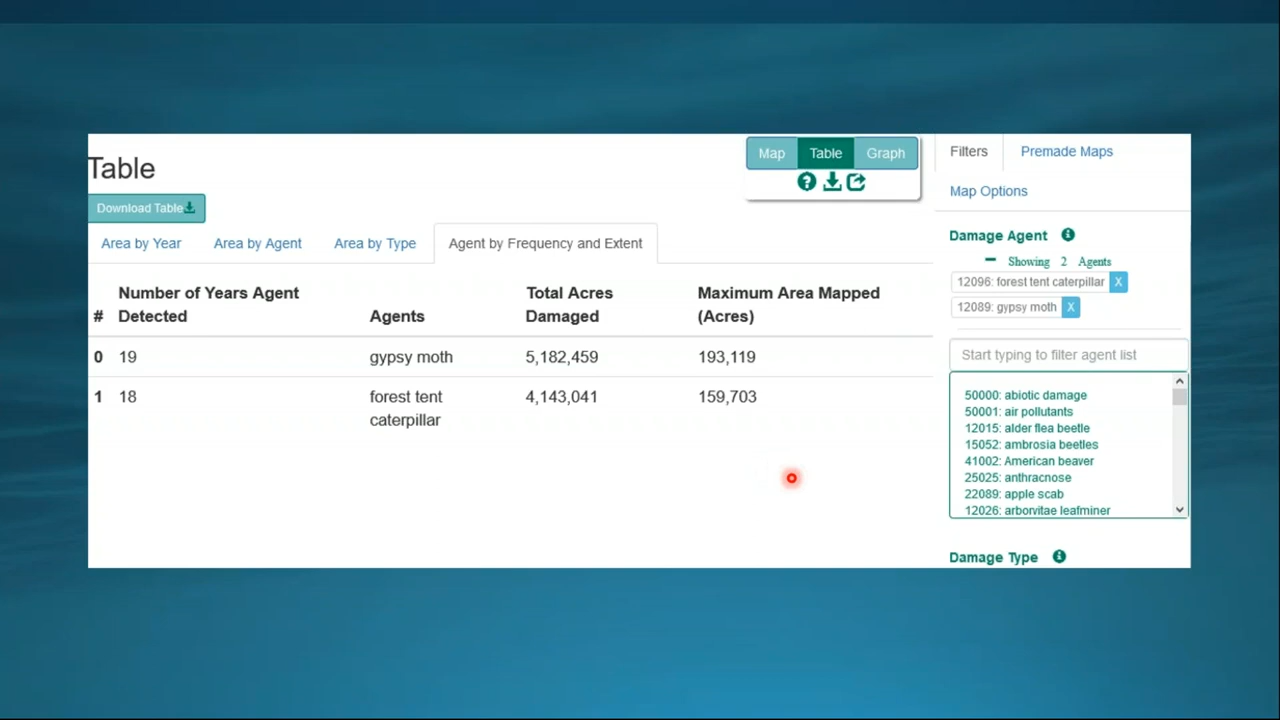 Table
Map Table Graph
Filters Premade Maps
Map Options
Download Table
Area by Year Area by Agent Area by Type Agent by Frequency and Extent
# Number of Years Agent Detected Agents Total Acres Damaged Maximum Area Mapped (Acres)
0 19 gypsy moth 5,182,459 193,119
1 18 forest tent caterpillar 4,143,041 159,703
Damage Agent
Showing 2 Agents
12096: forest tent caterpillar X
12089: gypsy moth X
Start typing to filter agent list
50000: abiotic damage
50001: air pollutants
12015: alder flea beetle
15052: ambrosia beetles
41002: American beaver
25025: anthracnose
22089: apple scab
12026: arborvitae leafminer
Damage Type